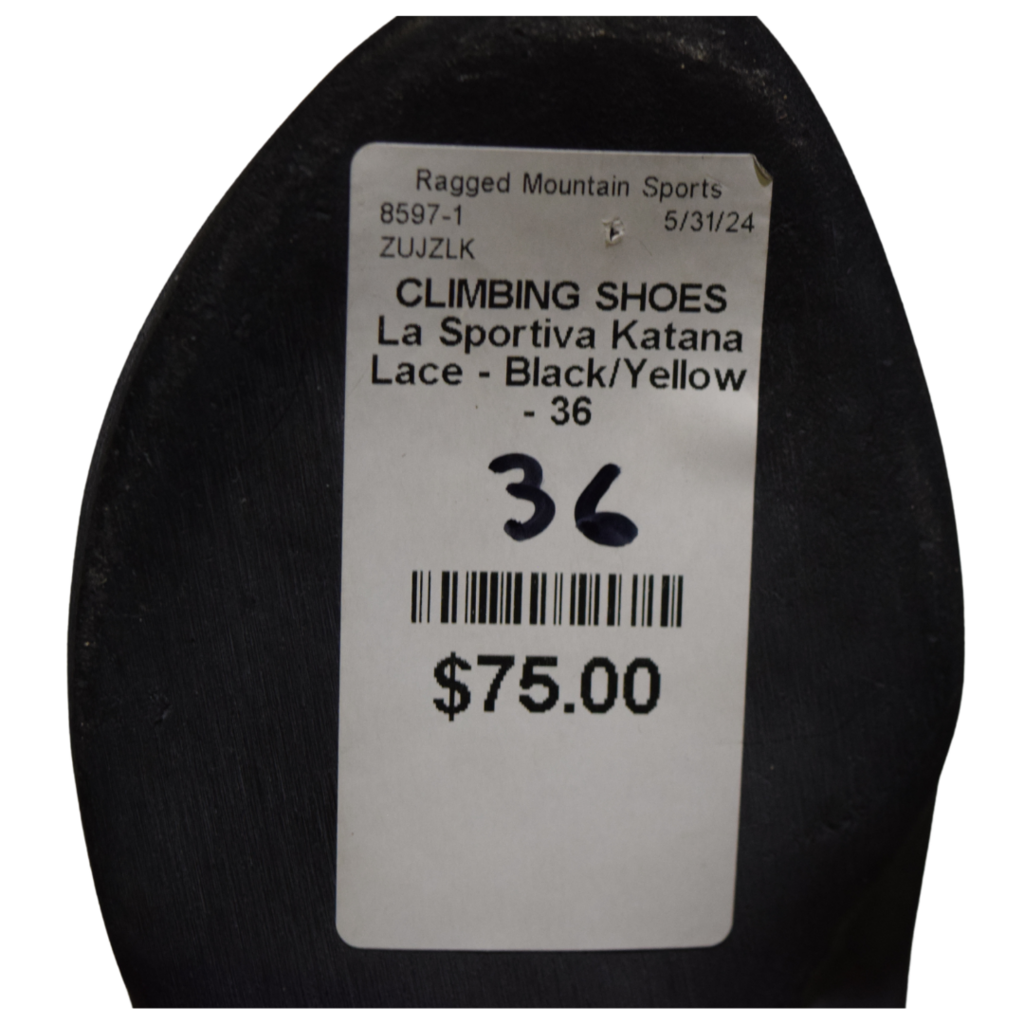 Ragged Mountain Sports
8597-1 5/31/24
ZUJZLK
CLIMBING SHOES
La Sportiva Katana
Lace - Black/Yellow
- 36
36
$75.00